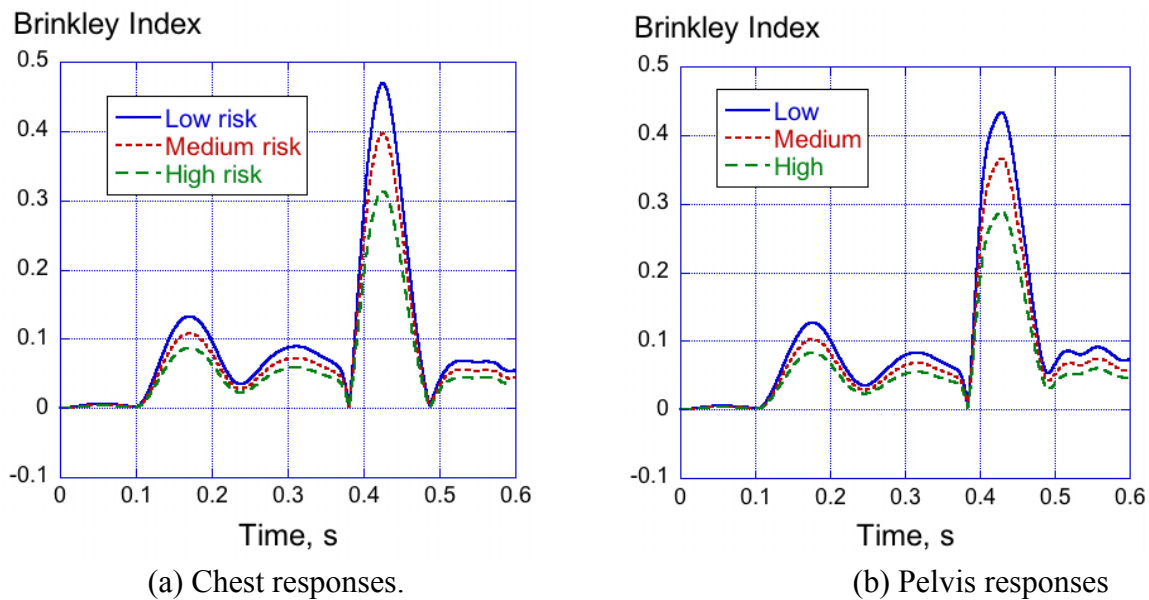 Brinkley Index
0.5
0.4
0.3
0.2
0.1
0
-0.1
Low risk
Medium risk
High risk
0 0.1 0.2 0.3 0.4 0.5 0.6
Time, s
(a) Chest responses.
Brinkley Index
0.5
0.4
0.3
0.2
0.1
0
-0.1
Low
Medium
High
0 0.1 0.2 0.3 0.4 0.5 0.6
Time, s
(b) Pelvis responses